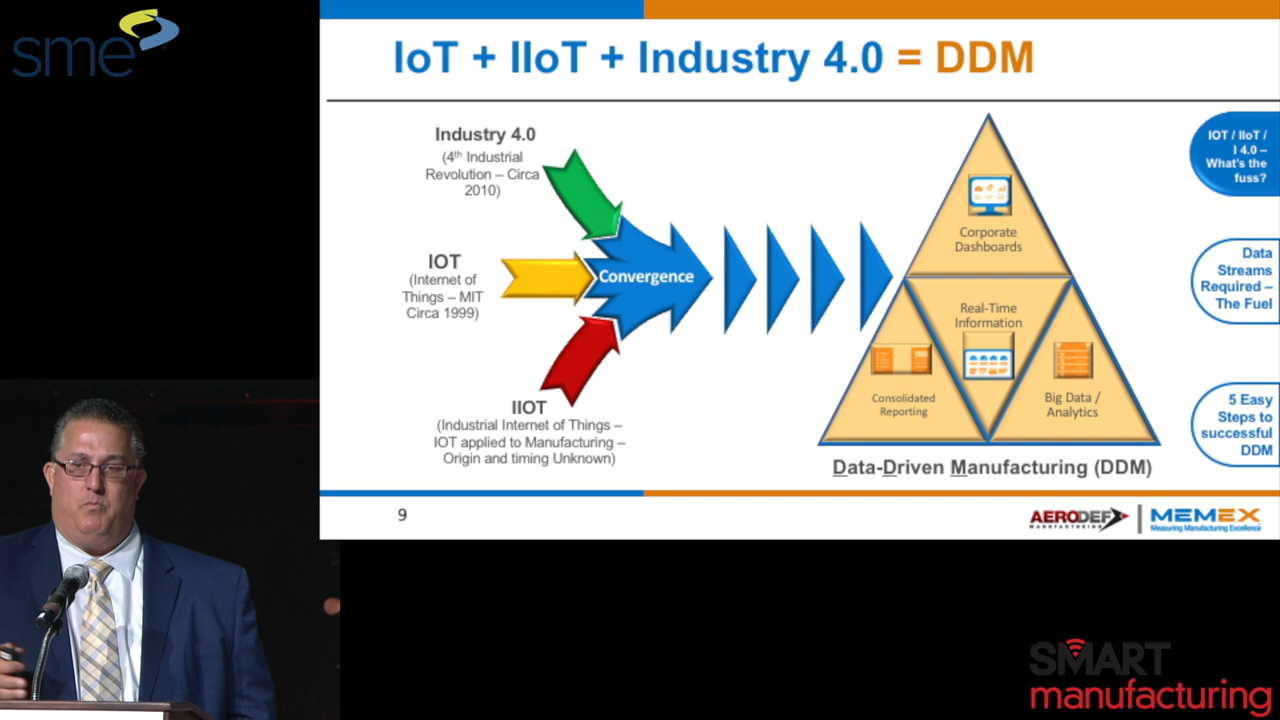 sme
IoT + IIoT + Industry 4.0 = DDM
Industry 4.0
(4th Industrial
Revolution – Circa
2010)
IOT
(Internet of
Things – MIT
Circa 1999)
IIOT
(Industrial Internet of Things –
IOT applied to Manufacturing –
Origin and timing Unknown)
Convergence
Corporate
Dashboards
Real-Time
Information
Consolidated
Reporting
Big Data /
Analytics
Data-Driven Manufacturing (DDM)
IOT / IIoT /
I 4.0 –
What's the
fuss?
Data
Streams
Required –
The Fuel
5 Easy
Steps to
successful
DDM
9
AERODEF
MANUFACTURING
MEMEX
Measuring Manufacturing Excellence
SMART
manufacturing